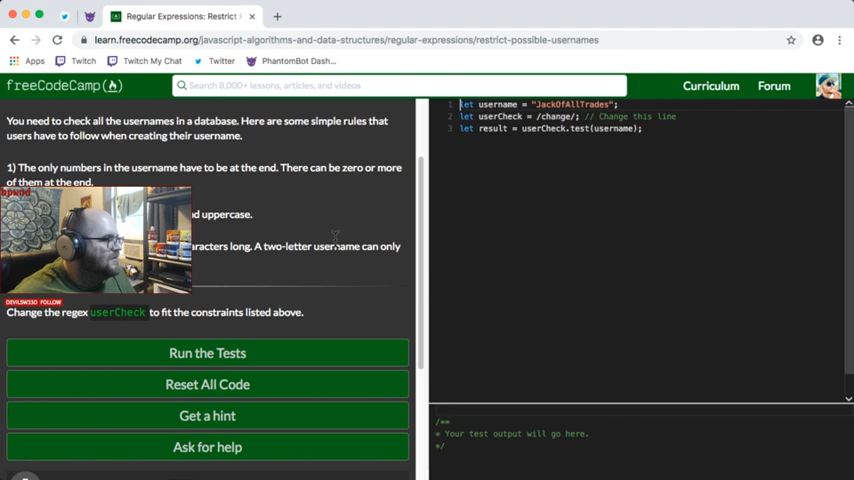 Regular Expressions: Restrict P
learn.freecodecamp.org/javascript-algorithms-and-data-structures/regular-expressions/restrict-possible-usernames
Apps Twitch Twitch My Chat Twitter PhantomBot Dash...
freeCodeCamp
Search 8,000+ lessons, articles, and videos
Curriculum Forum
You need to check all the usernames in a database. Here are some simple rules that
users have to follow when creating their username.
1) The only numbers in the username have to be at the end. There can be zero or more
of them at the end.
d uppercase.
aracters long. A two-letter username can only
DEVILSW33D FOLLOW
Change the regex userCheck to fit the constraints listed above.
Run the Tests
Reset All Code
Get a hint
Ask for help
1 let username = "JackOfAllTrades";
2 let userCheck = /change/; // Change this line
3 let result = userCheck.test(username);
/**
* Your test output will go here.
*/